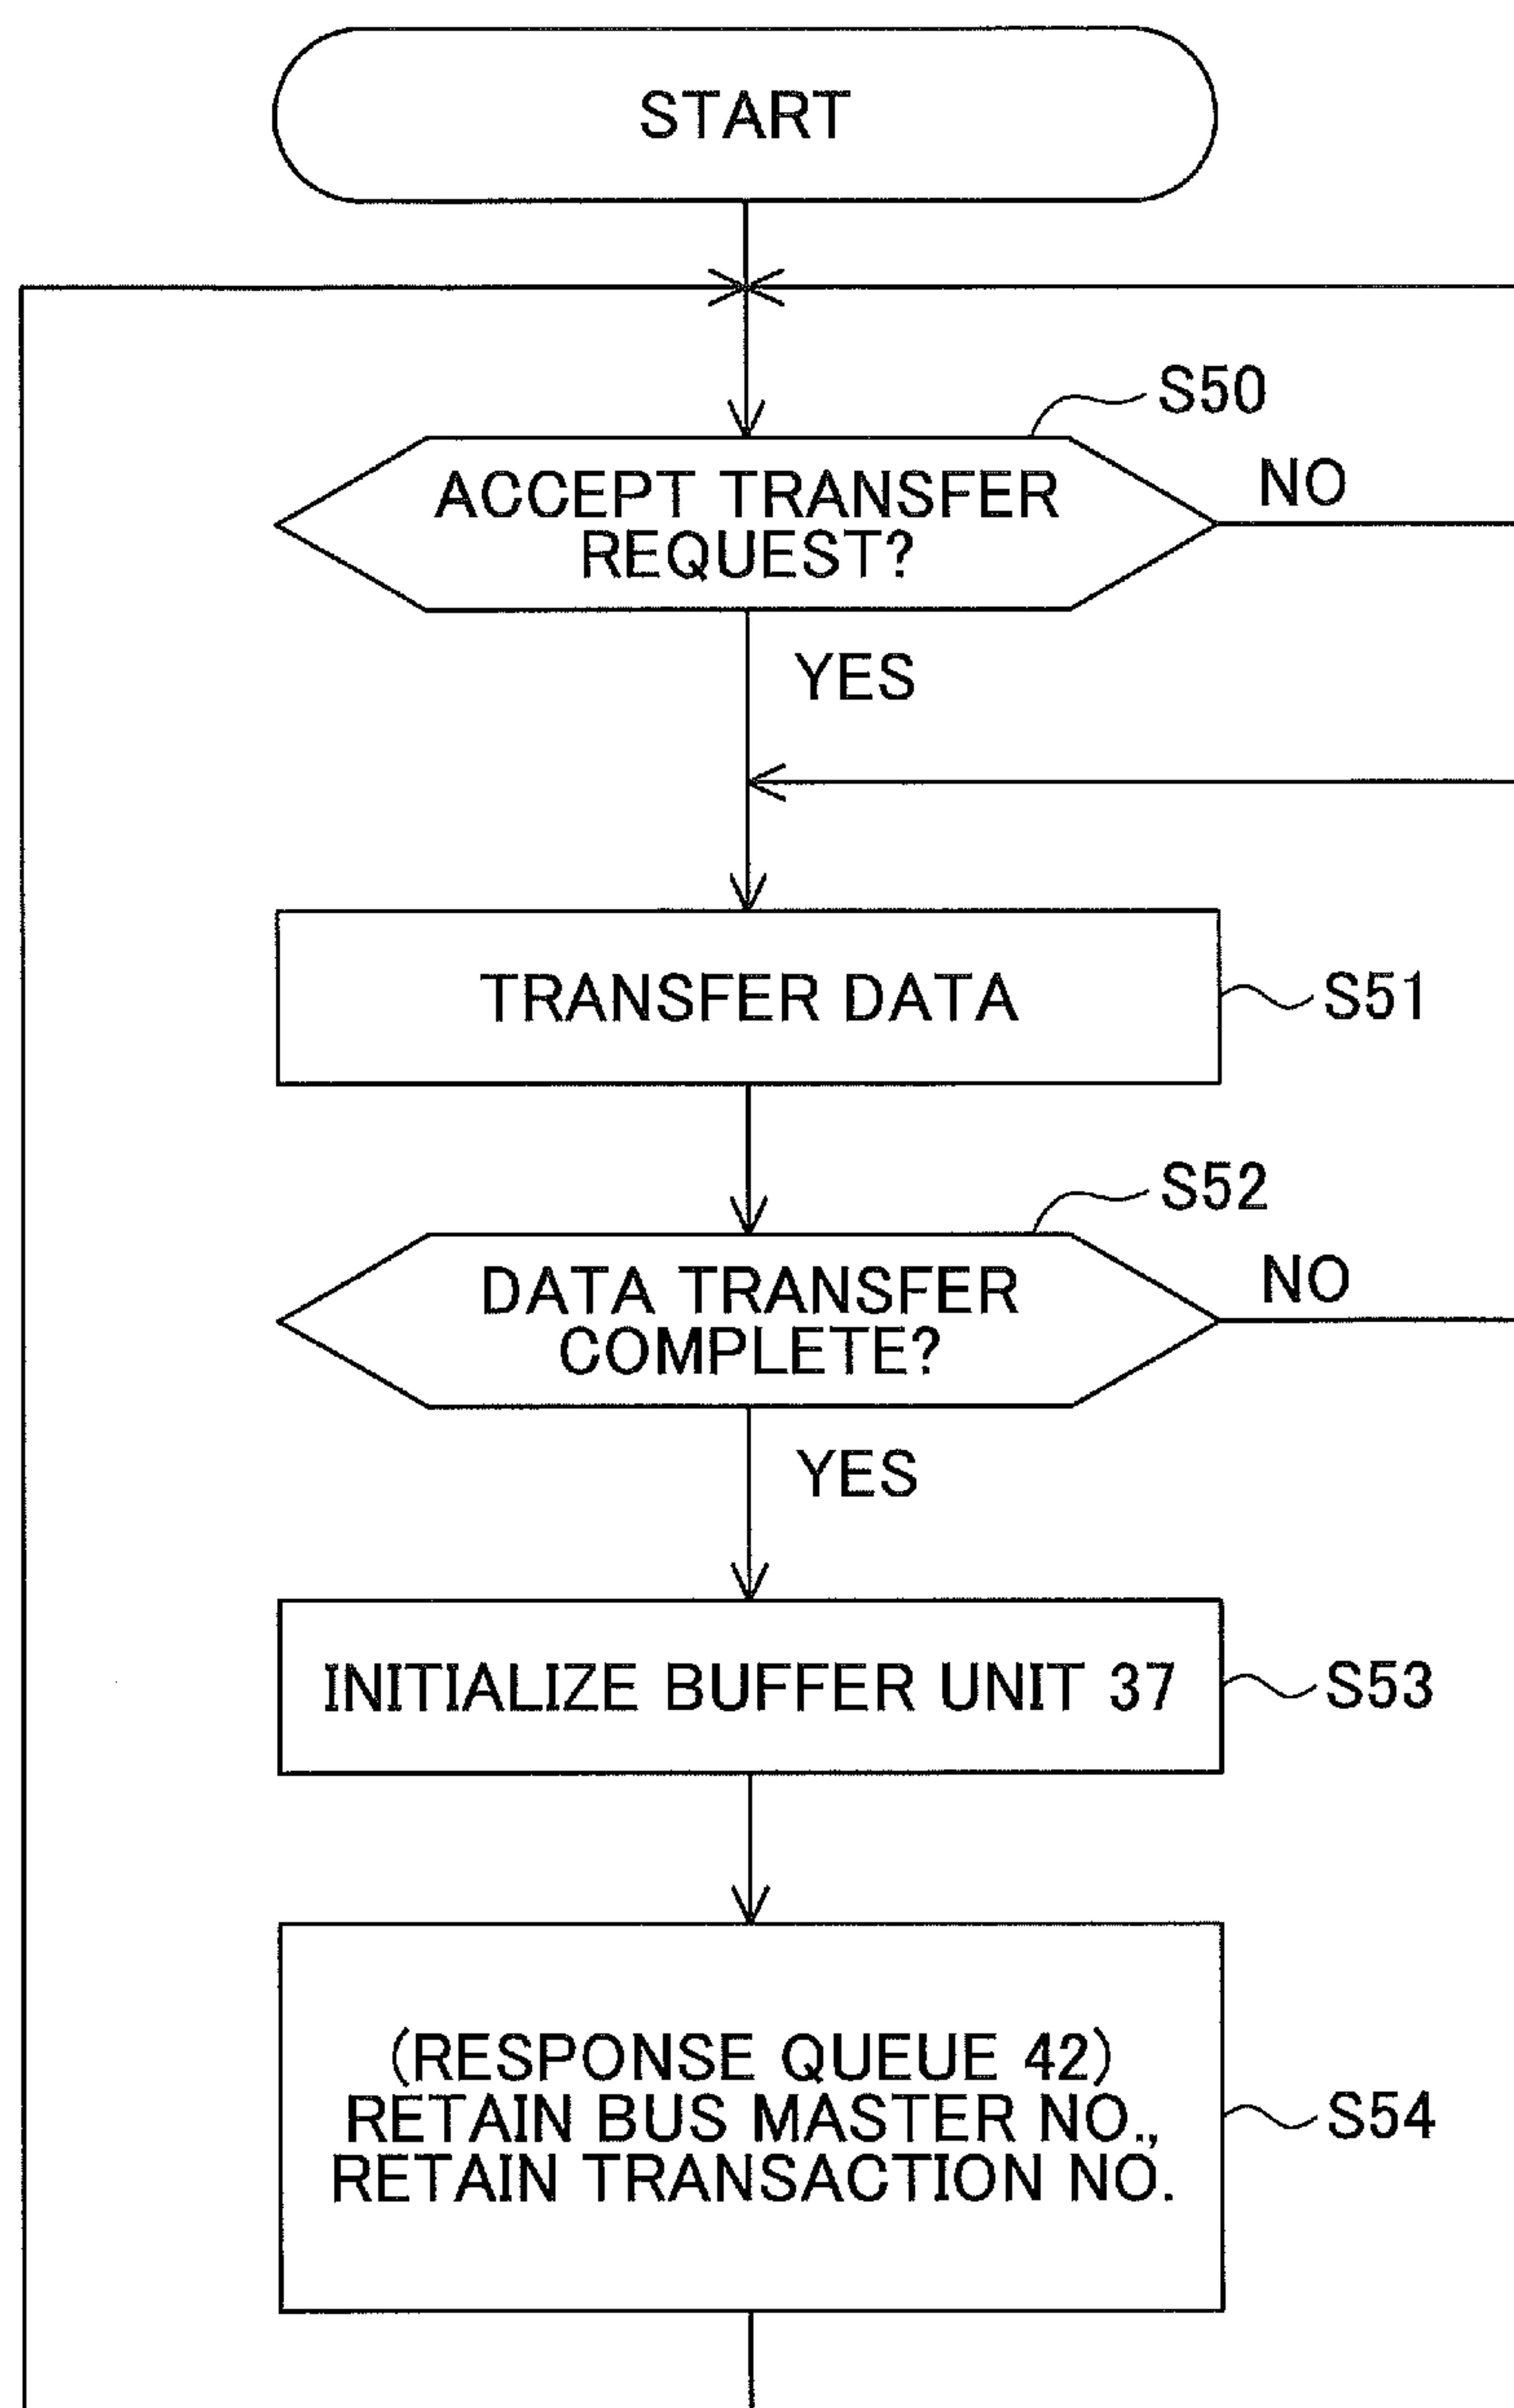 START
S50
ACCEPT TRANSFER
REQUEST?
NO
YES
TRANSFER DATA
S51
S52
DATA TRANSFER
COMPLETE?
NO
YES
INITIALIZE BUFFER UNIT 37
S53
(RESPONSE QUEUE 42)
RETAIN BUS MASTER NO.,
RETAIN TRANSACTION NO.
S54